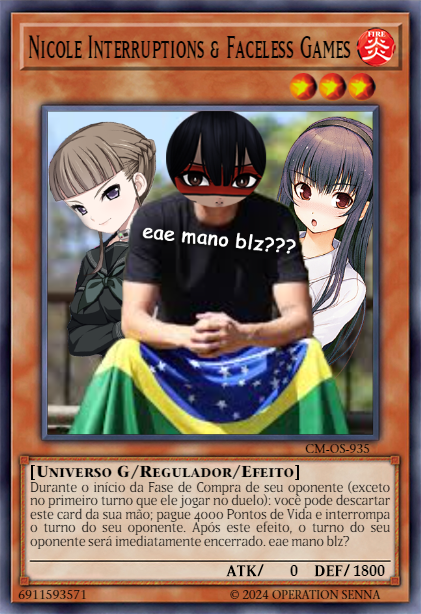 Nicole Interruptions & Faceless Games
FIRE
炎
eae mano blz???
CM-OS-935
[Universo G/Regulador/Efeito]
Durante o inicio da Fase de Compra de seu oponente (exceto
no primeiro turno que ele jogar no duelo): você pode descartar
este card da sua mão; pague 4000 Pontos de Vida e interrompa
o turno do seu oponente. Após este efeito, o turno do seu
oponente será imediatamente encerrado. eae mano blz?
ATK/ 0 DEF/1800
6911593571 © 2024 OPERATION SENNA